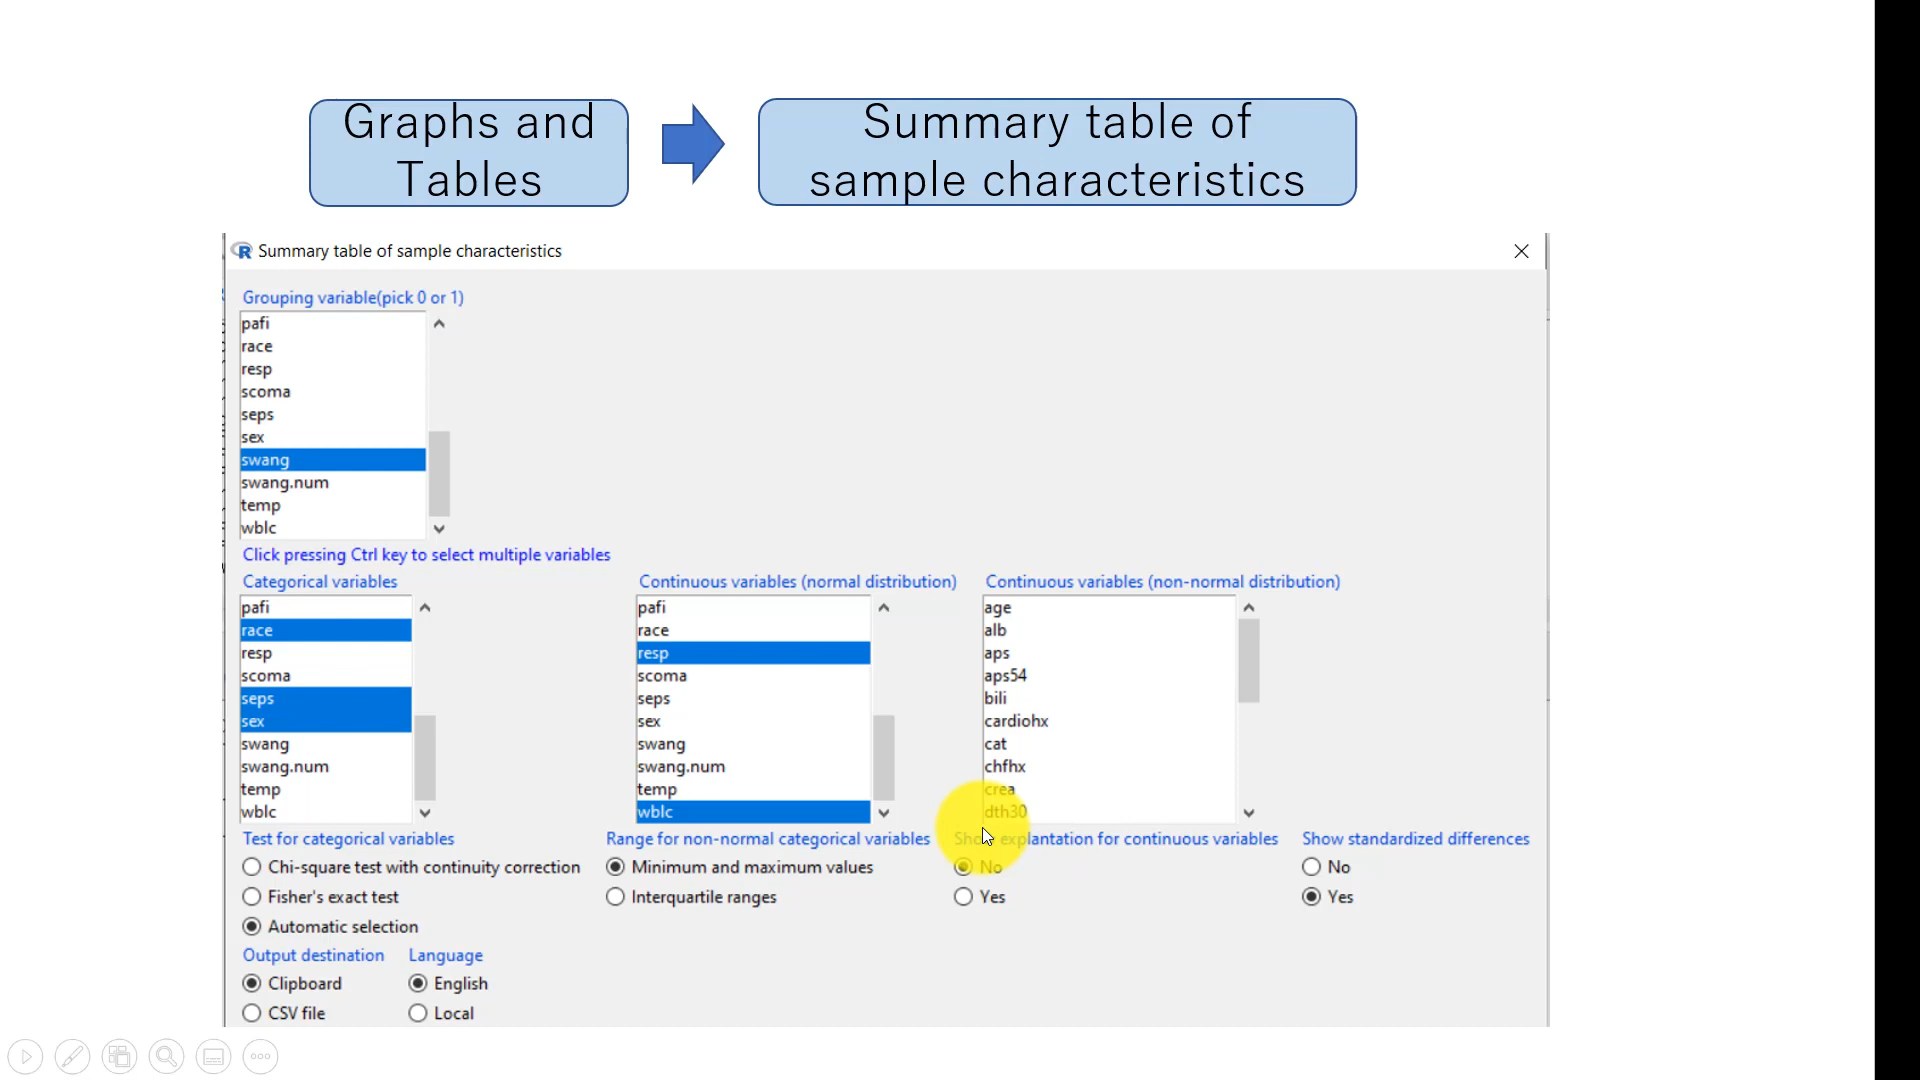 Graphs and
Tables
Summary table of
sample characteristics
Summary table of sample characteristics
Grouping variable(pick 0 or 1)
pafi
race
resp
scoma
seps
sex
swang
swang.num
temp
wblc
Click pressing Ctrl key to select multiple variables
Categorical variables
pafi
race
resp
scoma
seps
sex
swang
swang.num
temp
wblc
Continuous variables (normal distribution)
pafi
race
resp
scoma
seps
sex
swang
swang.num
temp
wblc
Continuous variables (non-normal distribution)
age
alb
aps
aps54
bili
cardiohx
cat
chfhx
crea
dth30
Test for categorical variables
Chi-square test with continuity correction
Fisher's exact test
Automatic selection
Range for non-normal categorical variables
Minimum and maximum values
Interquartile ranges
Show explantation for continuous variables
No
Yes
Show standardized differences
No
Yes
Output destination
Clipboard
CSV file
Language
English
Local